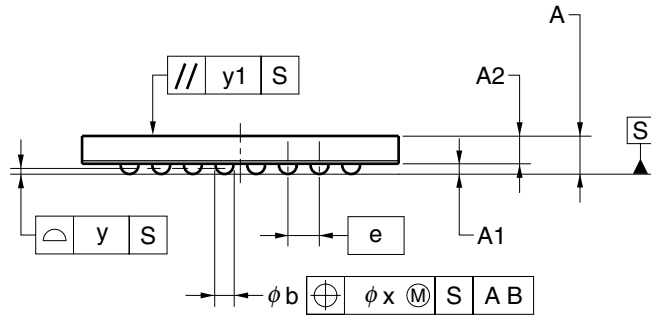 A
// y1 S
A2
S
⌓ y S
e
A1
φb ⌖ φx Ⓜ S A B